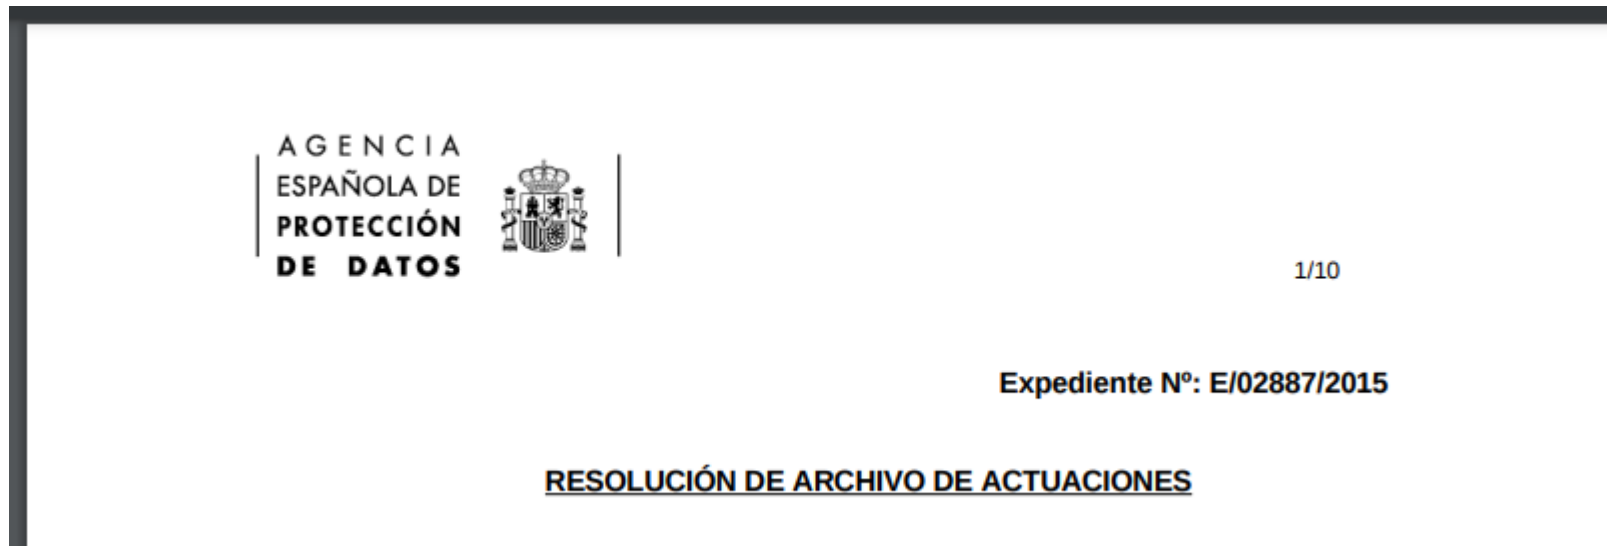 AGENCIA
ESPAÑOLA DE
PROTECCIÓN
DE DATOS
1/10
Expediente Nº: E/02887/2015
RESOLUCIÓN DE ARCHIVO DE ACTUACIONES